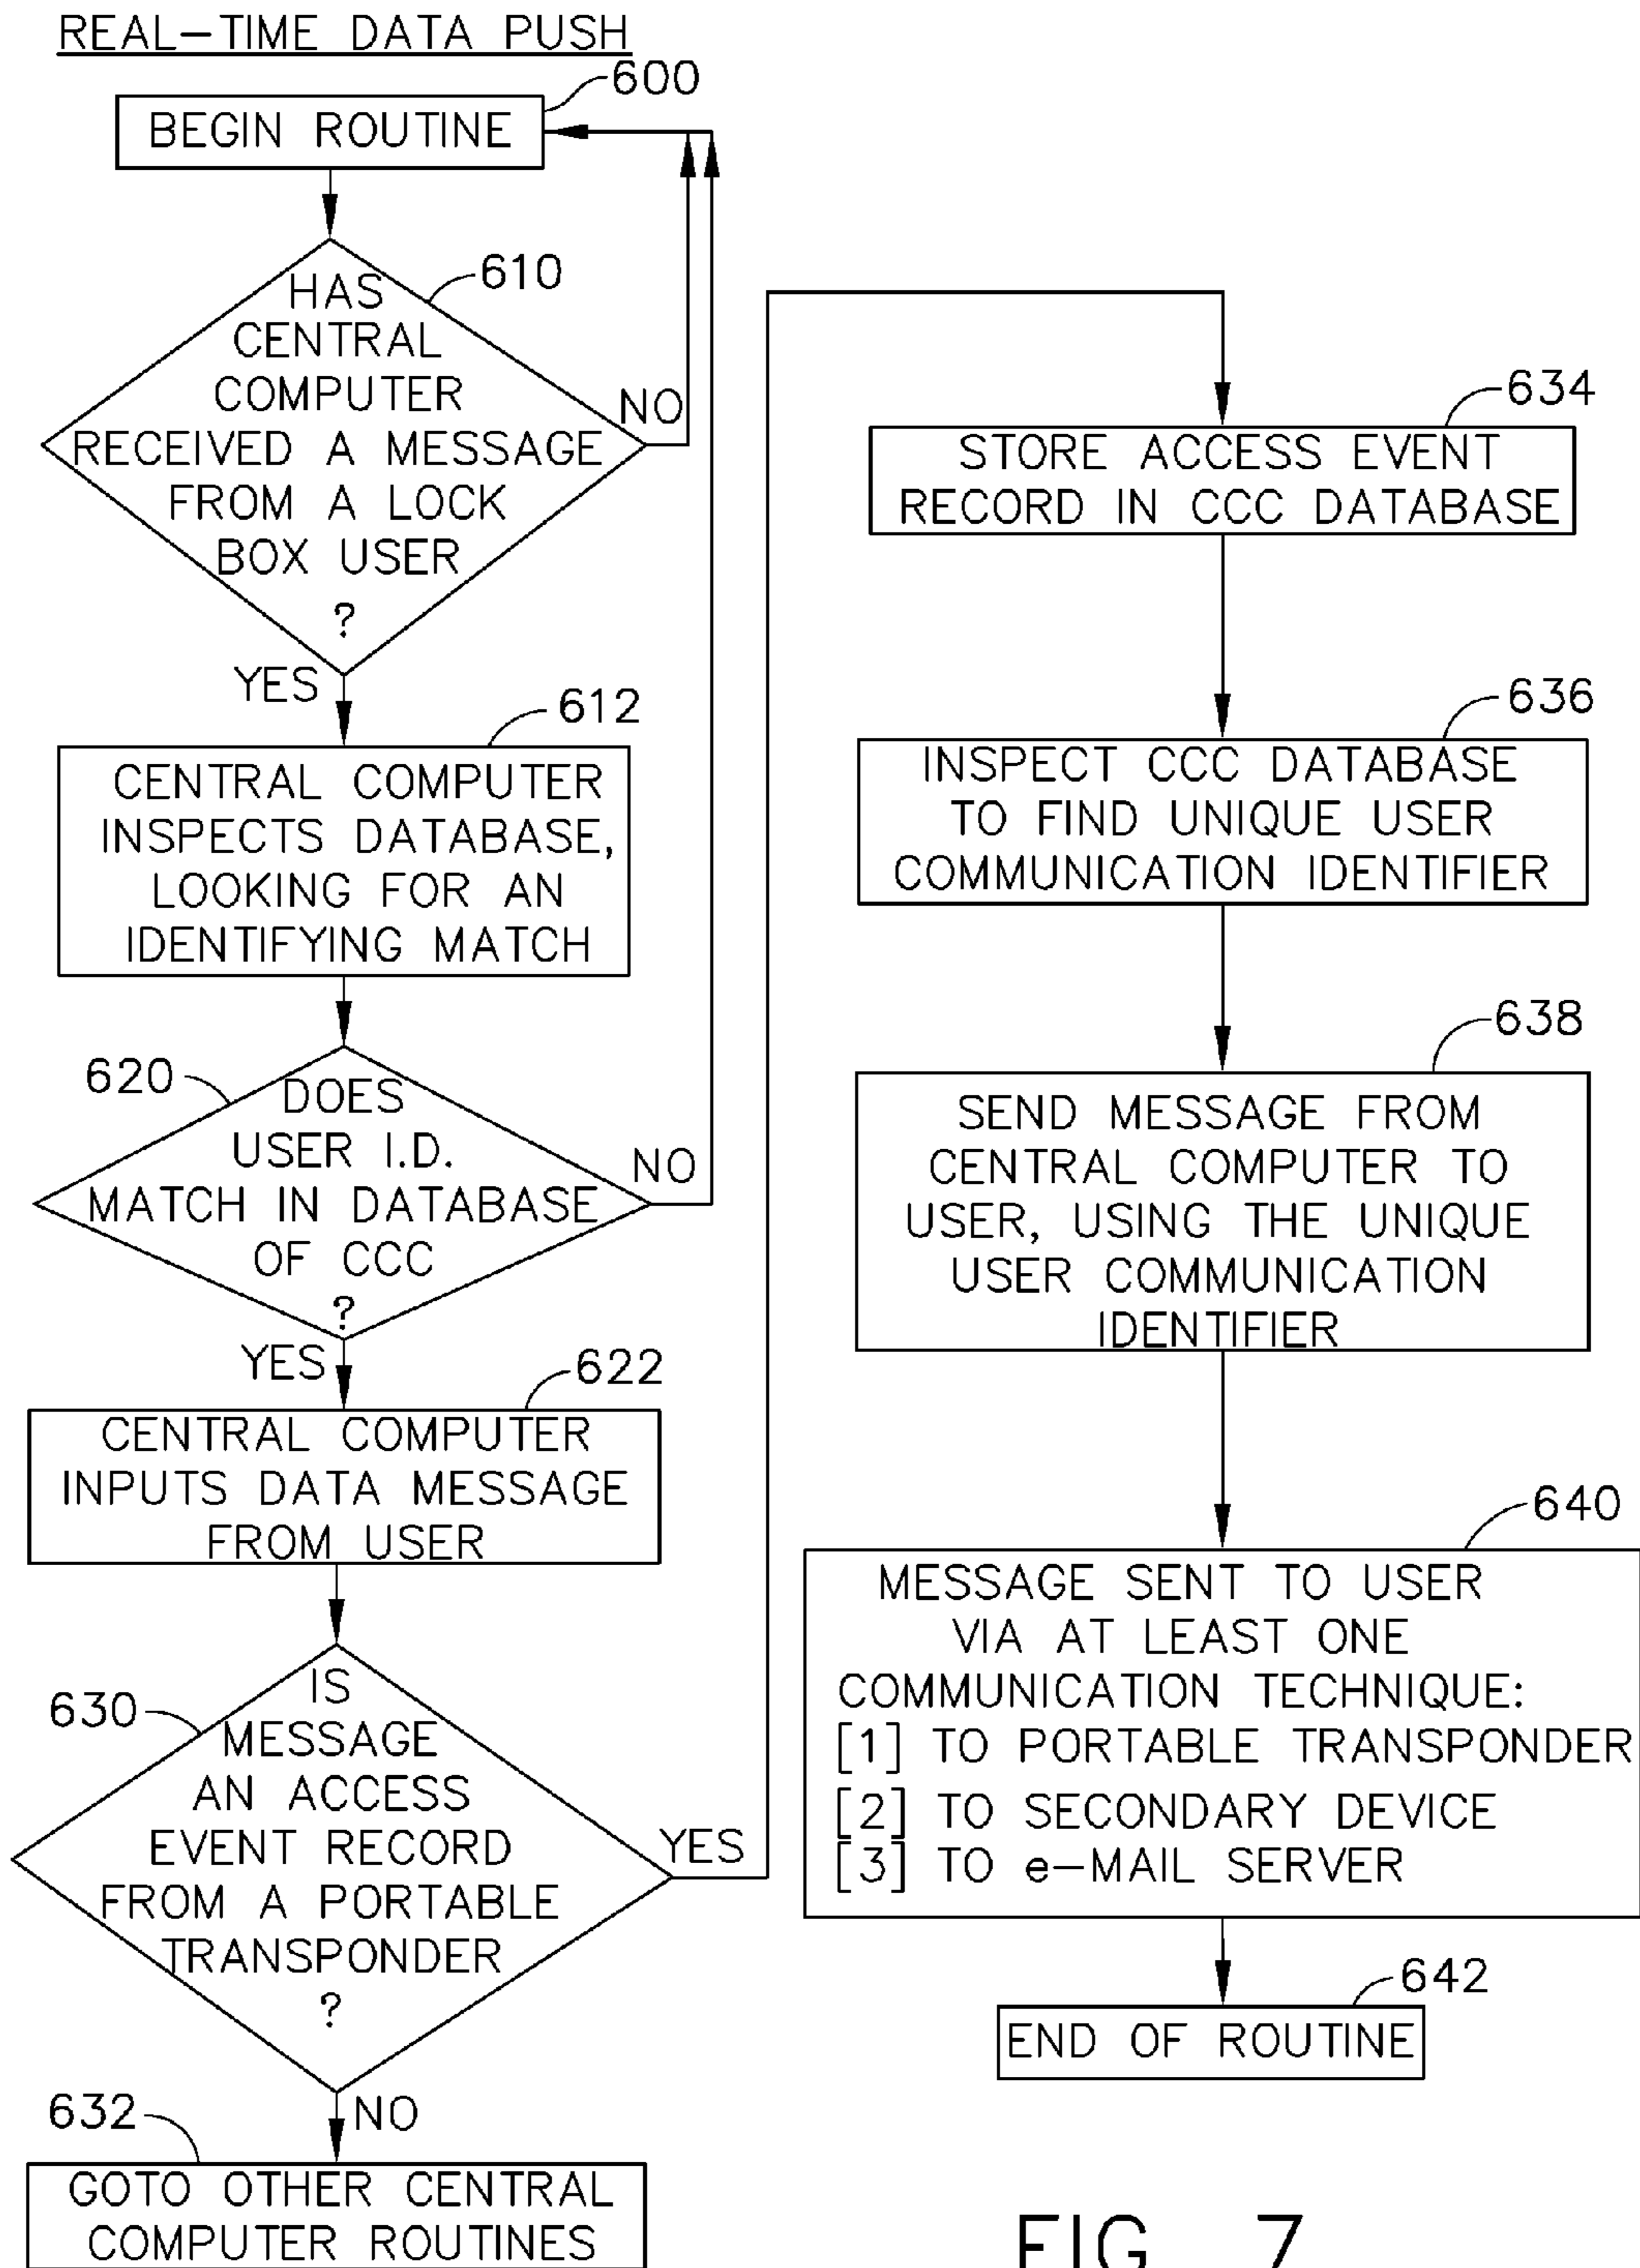 REAL-TIME DATA PUSH
600
BEGIN ROUTINE
610
HAS
CENTRAL
COMPUTER
RECEIVED A MESSAGE
FROM A LOCK
BOX USER
?
NO
YES
612
CENTRAL COMPUTER
INSPECTS DATABASE,
LOOKING FOR AN
IDENTIFYING MATCH
620
DOES
USER I.D.
MATCH IN DATABASE
OF CCC
?
NO
YES
622
CENTRAL COMPUTER
INPUTS DATA MESSAGE
FROM USER
630
IS
MESSAGE
AN ACCESS
EVENT RECORD
FROM A PORTABLE
TRANSPONDER
?
YES
NO
632
GOTO OTHER CENTRAL
COMPUTER ROUTINES
634
STORE ACCESS EVENT
RECORD IN CCC DATABASE
636
INSPECT CCC DATABASE
TO FIND UNIQUE USER
COMMUNICATION IDENTIFIER
638
SEND MESSAGE FROM
CENTRAL COMPUTER TO
USER, USING THE UNIQUE
USER COMMUNICATION
IDENTIFIER
640
MESSAGE SENT TO USER
VIA AT LEAST ONE
COMMUNICATION TECHNIQUE:
[1] TO PORTABLE TRANSPONDER
[2] TO SECONDARY DEVICE
[3] TO e-MAIL SERVER
642
END OF ROUTINE
FIG. 7